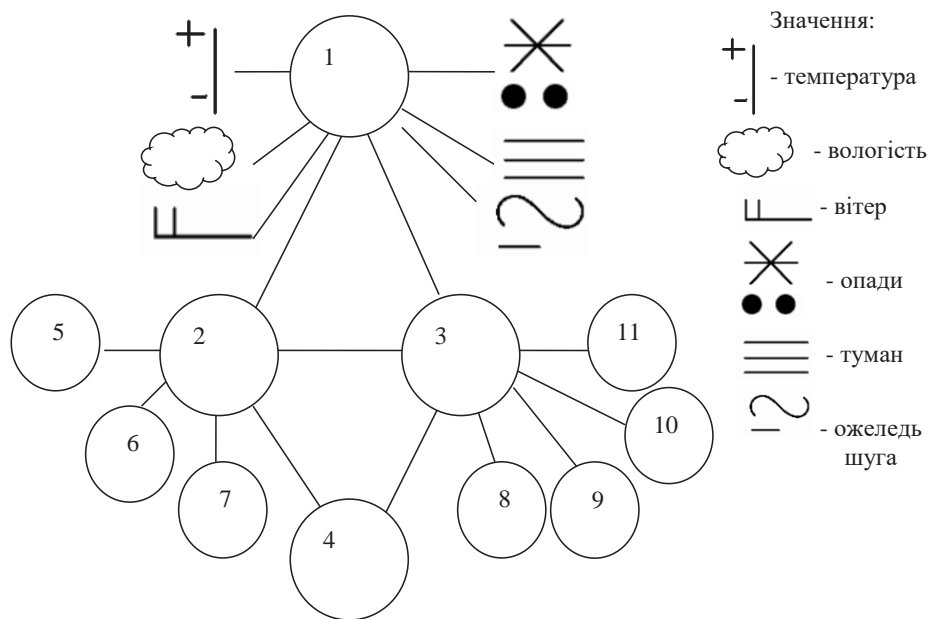 1
2
3
5
11
6
7
4
8
9
10
Значення:
- температура
- вологість
- вітер
- опади
- туман
- ожеледь
шуга